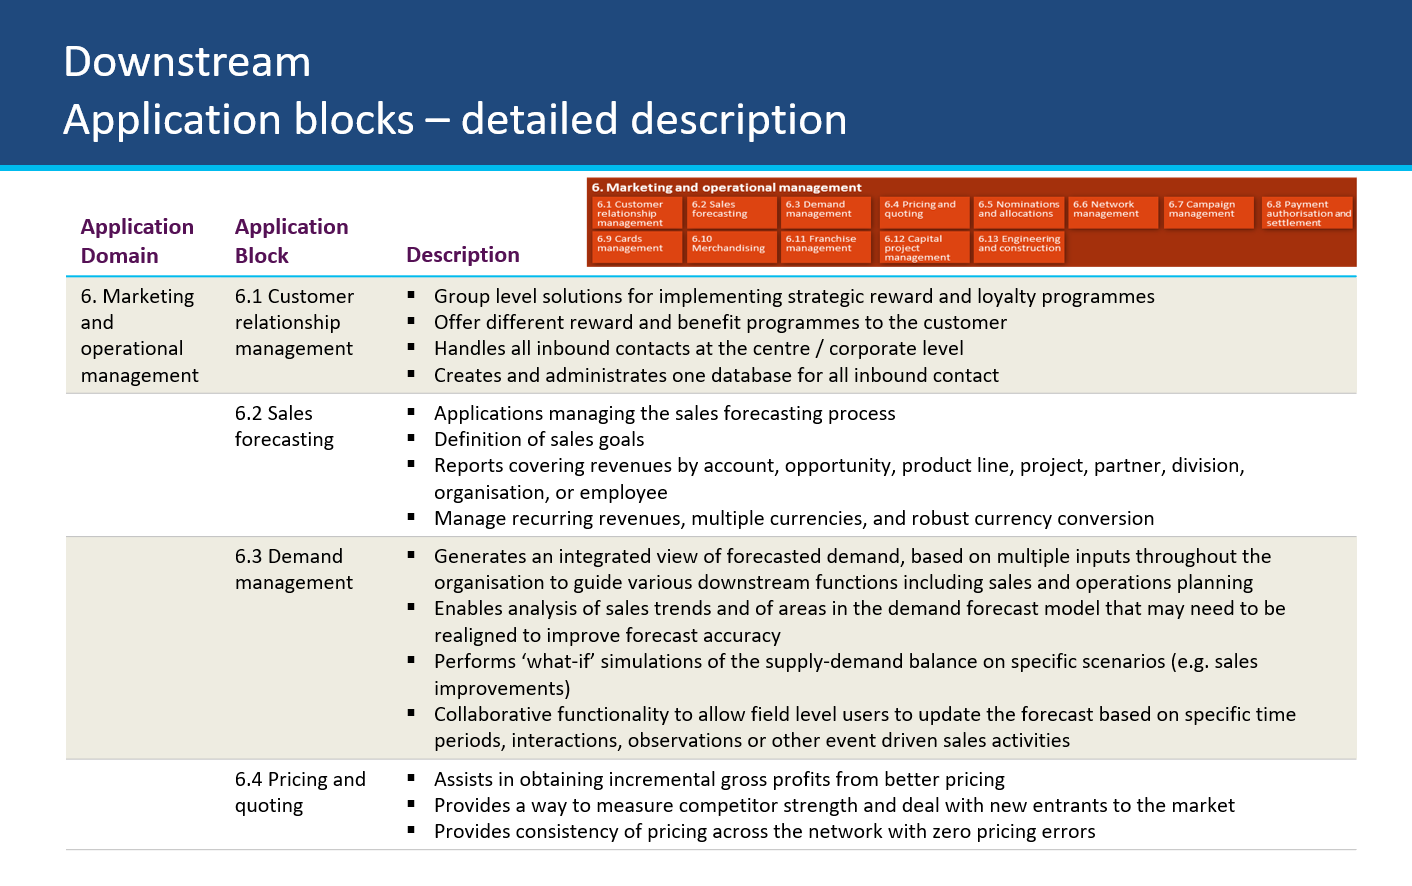 Downstream
Application blocks – detailed description
6. Marketing and operational management
6.1 Customer
relationship
management
6.2 Sales
forecasting
6.3 Demand
management
6.4 Pricing and
quoting
6.5 Nominations
and allocations
6.6 Network
management
6.7 Campaign
management
6.8 Payment
authorisation and
settlement
6.9 Cards
management
6.10
Merchandising
6.11 Franchise
management
6.12 Capital
project
management
6.13 Engineering
and construction
Application
Domain
Application
Block
Description
6. Marketing
and
operational
management
6.1 Customer
relationship
management
▪ Group level solutions for implementing strategic reward and loyalty programmes
▪ Offer different reward and benefit programmes to the customer
▪ Handles all inbound contacts at the centre / corporate level
▪ Creates and administrates one database for all inbound contact
6.2 Sales
forecasting
▪ Applications managing the sales forecasting process
▪ Definition of sales goals
▪ Reports covering revenues by account, opportunity, product line, project, partner, division,
organisation, or employee
▪ Manage recurring revenues, multiple currencies, and robust currency conversion
6.3 Demand
management
▪ Generates an integrated view of forecasted demand, based on multiple inputs throughout the
organisation to guide various downstream functions including sales and operations planning
▪ Enables analysis of sales trends and of areas in the demand forecast model that may need to be
realigned to improve forecast accuracy
▪ Performs ‘what-if’ simulations of the supply-demand balance on specific scenarios (e.g. sales
improvements)
▪ Collaborative functionality to allow field level users to update the forecast based on specific time
periods, interactions, observations or other event driven sales activities
6.4 Pricing and
quoting
▪ Assists in obtaining incremental gross profits from better pricing
▪ Provides a way to measure competitor strength and deal with new entrants to the market
▪ Provides consistency of pricing across the network with zero pricing errors